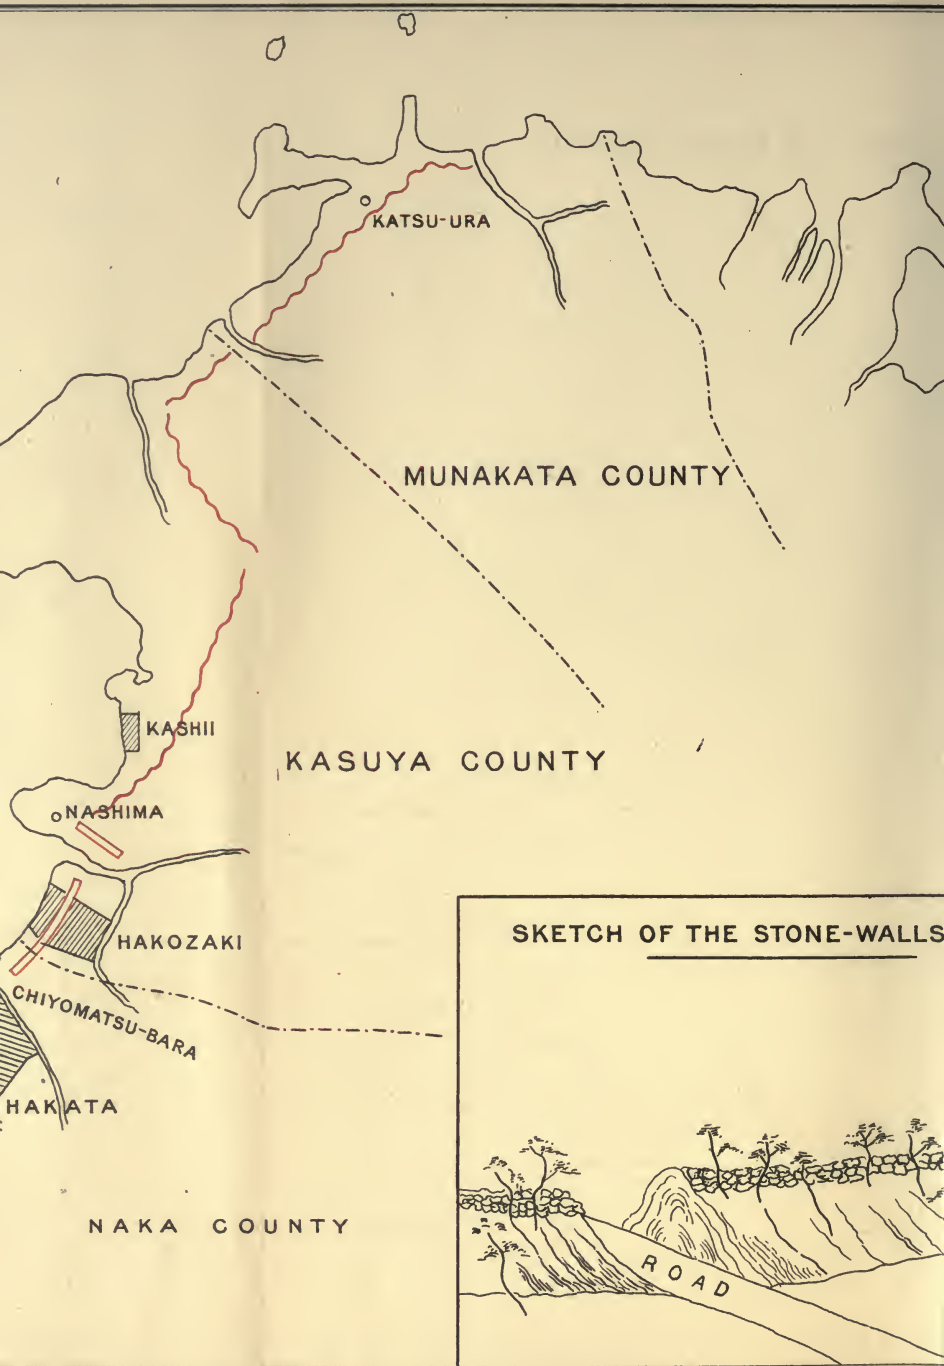 KATSU-URA
MUNAKATA COUNTY
KASHII
KASUYA COUNTY
NASHIMA
HAKOZAKI
CHIYOMATSU-BARA
HAKATA
NAKA COUNTY
SKETCH OF THE STONE-WALLS
ROAD